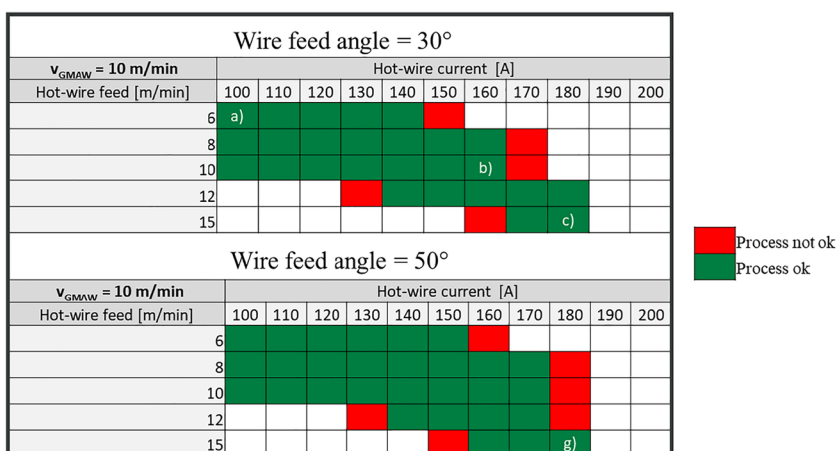 Wire feed angle = 30°
vGMAW = 10 m/min Hot-wire current [A]
Hot-wire feed [m/min] 100 110 120 130 140 150 160 170 180 190 200
6 a)
8
10 b)
12
15 c)
Process not ok
Process ok
Wire feed angle = 50°
vGMAW = 10 m/min Hot-wire current [A]
Hot-wire feed [m/min] 100 110 120 130 140 150 160 170 180 190 200
6
8
10
12
15 g)